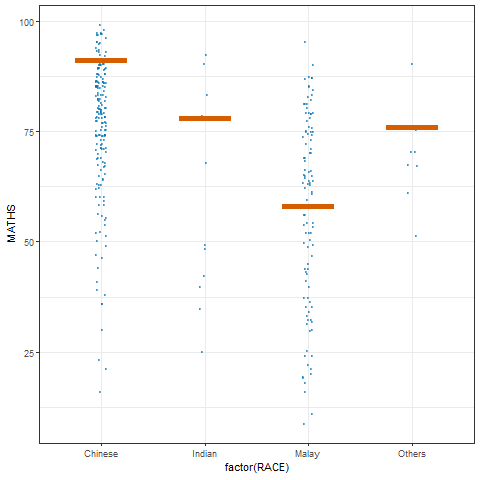 100
75
50
25
MATHS
Chinese
Indian
Malay
Others
factor(RACE)